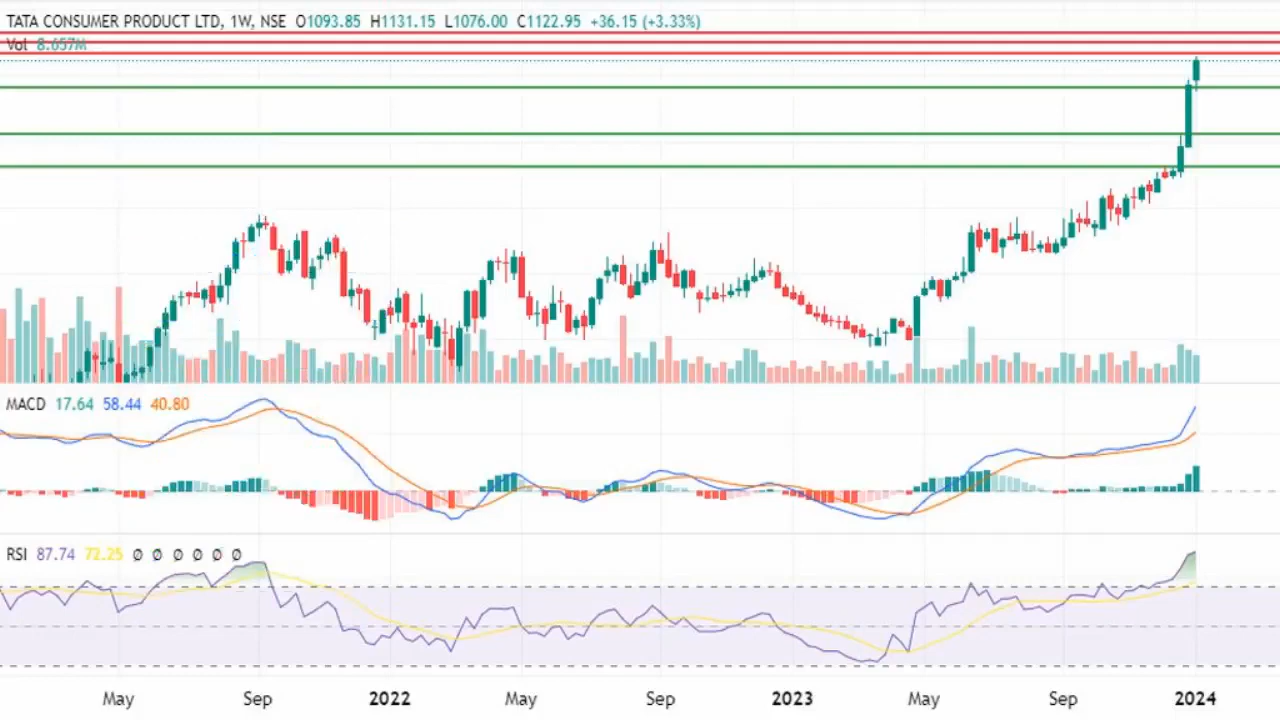 TATA CONSUMER PRODUCT LTD, 1W, NSE O1093.85 H1131.15 L1076.00 C1122.95 +36.15 (+3.33%)
Vol 8.657M
MACD 17.64 58.44 40.80
RSI 87.74 72.25 Ø Ø Ø Ø Ø Ø
May Sep 2022 May Sep 2023 May Sep 2024